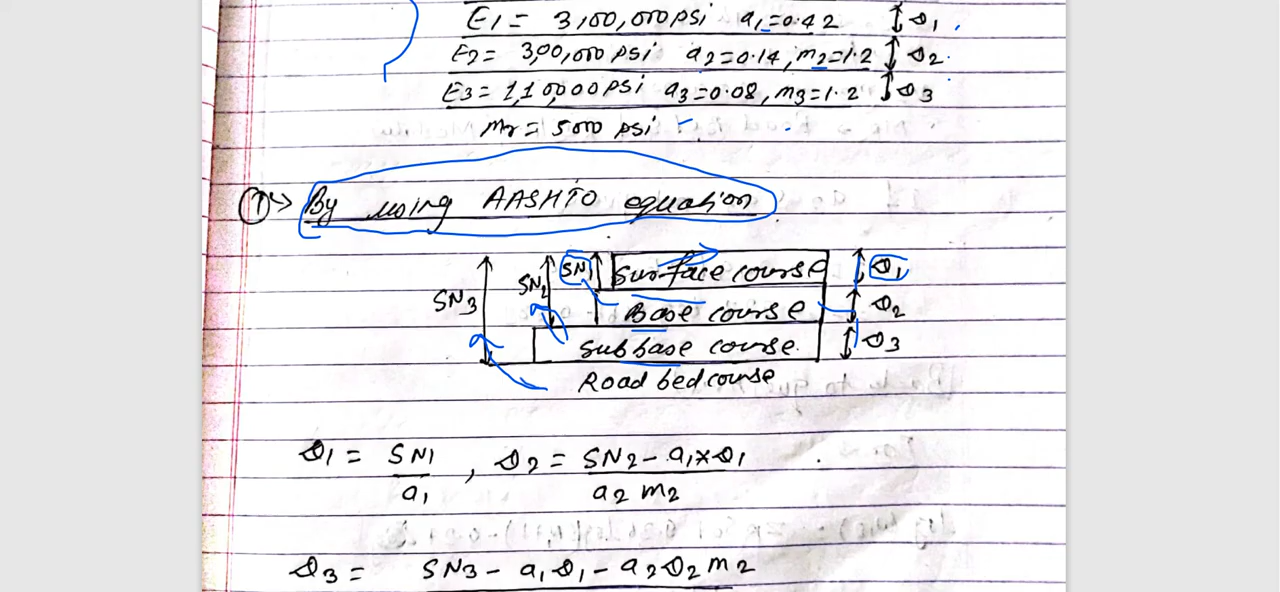 E1 = 3,100,000 psi a1=0.42 D1
E2= 3,00,000 psi a2=0.14, m2=1.2 D2
E3= 1,10,000 psi a3=0.08, m3=1.2 D3
Mr = 5000 psi
① By using AASHTO equation
SN3 SN2 SN1 Surface course D1
Base course D2
Subbase course. D3
Road bed course
D1 = SN1 / a1 , D2 = SN2 - a1×D1 / a2 m2
D3 = SN3 - a1D1 - a2D2m2